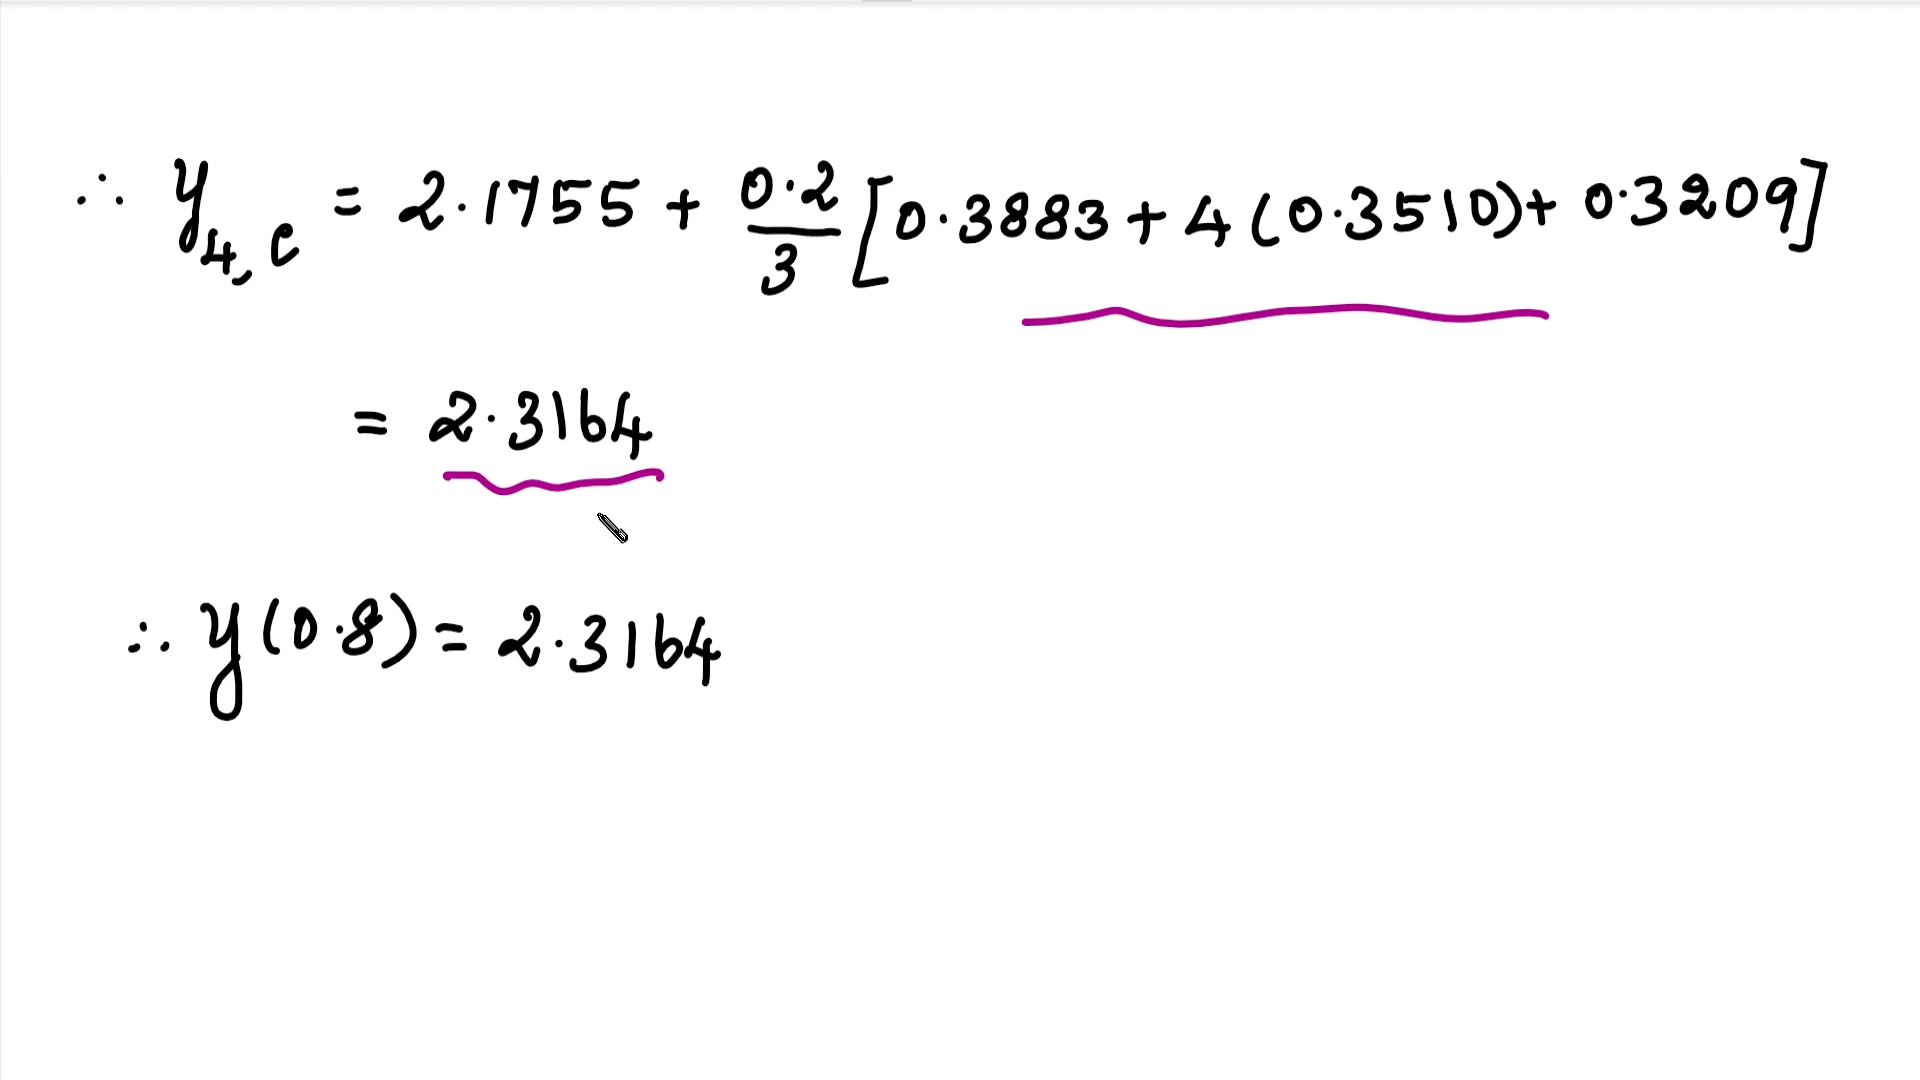 ∴ y₄,c = 2.1755 + 0.2/3 [0.3883 + 4 (0.3510) + 0.3209]
= 2.3164
∴ y(0.8) = 2.3164